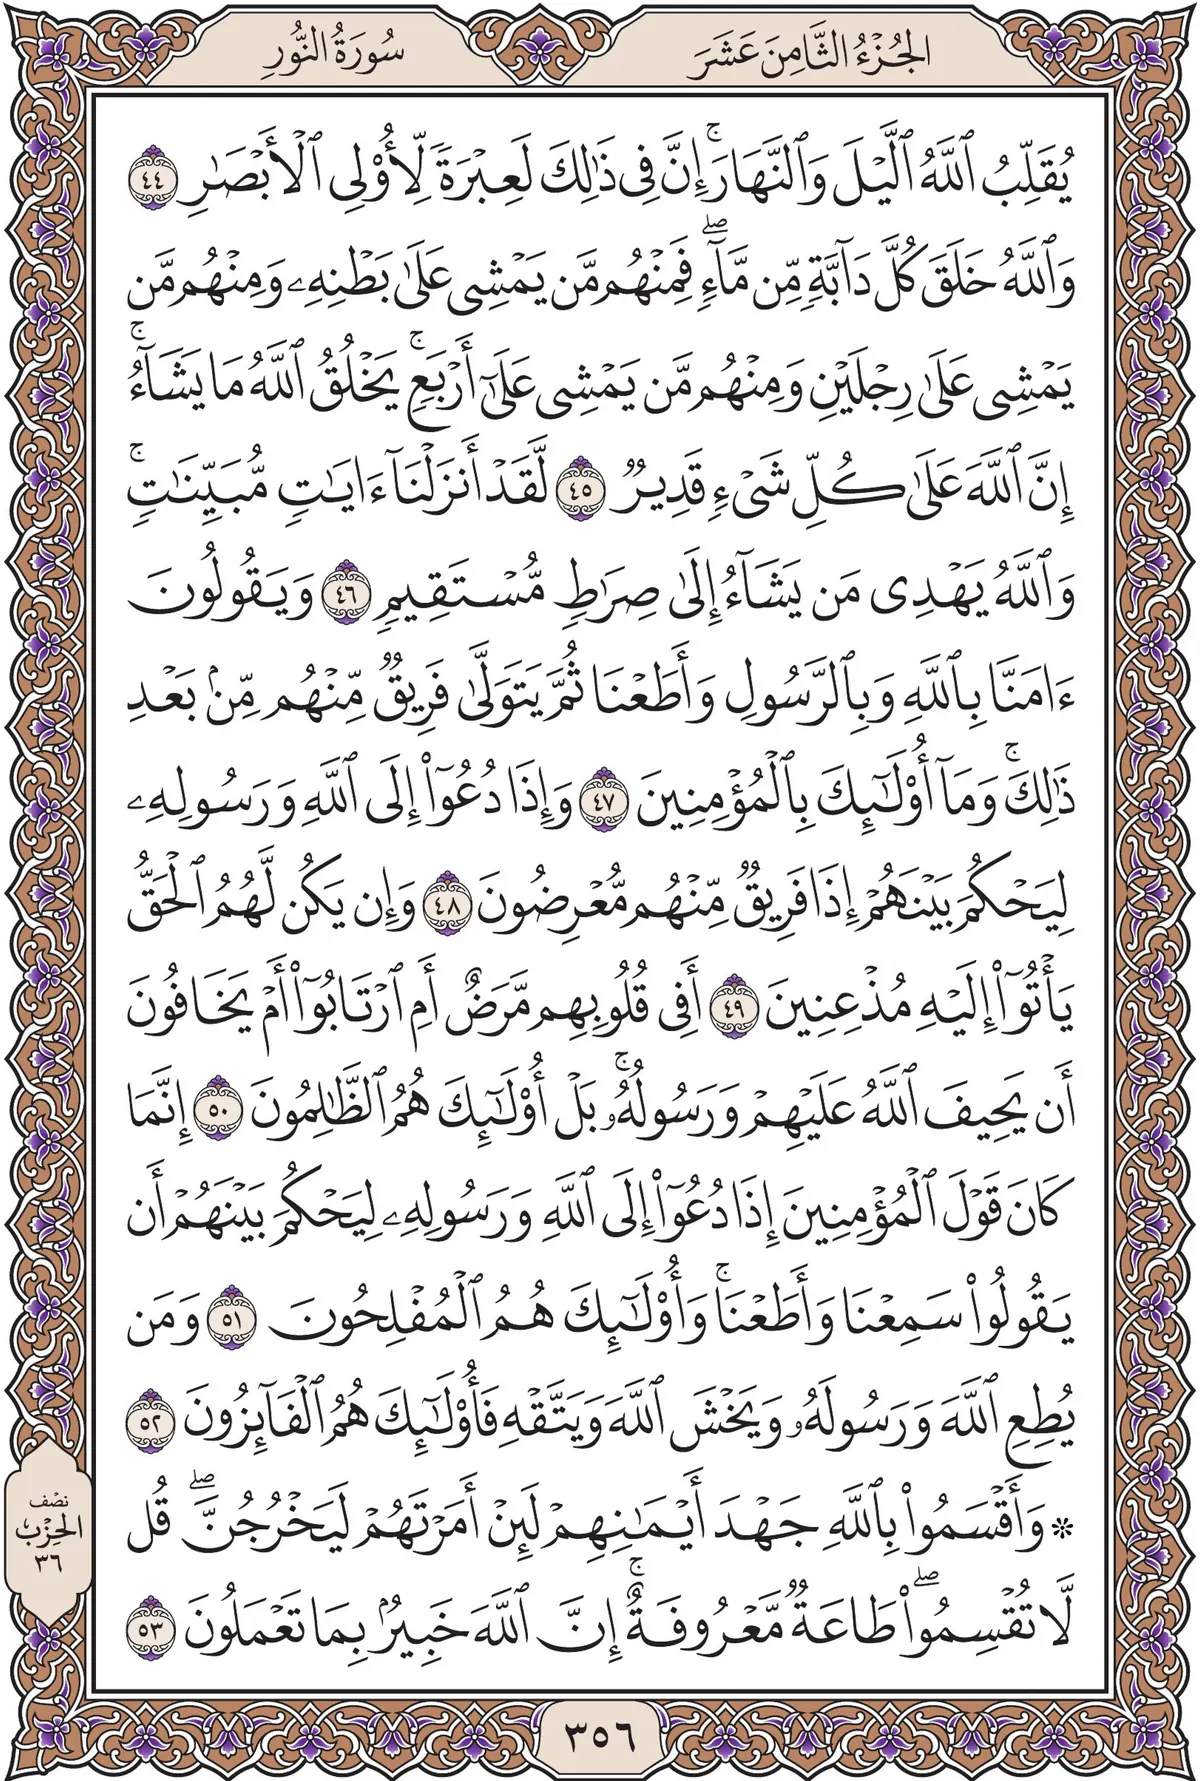 الجُزْءُ الثَّامِنَ عَشَرَ
سُورَةُ النُّورِ
يُقَلِّبُ ٱللَّهُ ٱلَّيْلَ وَٱلنَّهَارَۚ إِنَّ فِى ذَٰلِكَ لَعِبْرَةً لِّأُو۟لِى ٱلْأَبْصَٰرِ ٤٤
وَٱللَّهُ خَلَقَ كُلَّ دَآبَّةٍ مِّن مَّآءٍۖ فَمِنْهُم مَّن يَمْشِى عَلَىٰ بَطْنِهِۦ وَمِنْهُم مَّن
يَمْشِى عَلَىٰ رِجْلَيْنِ وَمِنْهُم مَّن يَمْشِى عَلَىٰٓ أَرْبَعٍۚ يَخْلُقُ ٱللَّهُ مَا يَشَآءُۚ
إِنَّ ٱللَّهَ عَلَىٰ كُلِّ شَىْءٍ قَدِيرٌ ٤٥ لَّقَدْ أَنزَلْنَآ ءَايَٰتٍ مُّبَيِّنَٰتٍۚ
وَٱللَّهُ يَهْدِى مَن يَشَآءُ إِلَىٰ صِرَٰطٍ مُّسْتَقِيمٍ ٤٦ وَيَقُولُونَ
ءَامَنَّا بِٱللَّهِ وَبِٱلرَّسُولِ وَأَطَعْنَا ثُمَّ يَتَوَلَّىٰ فَرِيقٌ مِّنْهُم مِّنۢ بَعْدِ
ذَٰلِكَۚ وَمَآ أُو۟لَٰٓئِكَ بِٱلْمُؤْمِنِينَ ٤٧ وَإِذَا دُعُوٓا۟ إِلَى ٱللَّهِ وَرَسُولِهِۦ
لِيَحْكُمَ بَيْنَهُمْ إِذَا فَرِيقٌ مِّنْهُم مُّعْرِضُونَ ٤٨ وَإِن يَكُن لَّهُمُ ٱلْحَقُّ
يَأْتُوٓا۟ إِلَيْهِ مُذْعِنِينَ ٤٩ أَفِى قُلُوبِهِم مَّرَضٌ أَمِ ٱرْتَابُوٓا۟ أَمْ يَخَافُونَ
أَن يَحِيفَ ٱللَّهُ عَلَيْهِمْ وَرَسُولُهُۥۚ بَلْ أُو۟لَٰٓئِكَ هُمُ ٱلظَّٰلِمُونَ ٥٠ إِنَّمَا
كَانَ قَوْلَ ٱلْمُؤْمِنِينَ إِذَا دُعُوٓا۟ إِلَى ٱللَّهِ وَرَسُولِهِۦ لِيَحْكُمَ بَيْنَهُمْ أَن
يَقُولُوا۟ سَمِعْنَا وَأَطَعْنَاۚ وَأُو۟لَٰٓئِكَ هُمُ ٱلْمُفْلِحُونَ ٥١ وَمَن
يُطِعِ ٱللَّهَ وَرَسُولَهُۥ وَيَخْشَ ٱللَّهَ وَيَتَّقْهِ فَأُو۟لَٰٓئِكَ هُمُ ٱلْفَآئِزُونَ ٥٢
۞ وَأَقْسَمُوا۟ بِٱللَّهِ جَهْدَ أَيْمَٰنِهِمْ لَئِنْ أَمَرْتَهُمْ لَيَخْرُجُنَّۖ قُل
لَّا تُقْسِمُوا۟ۖ طَاعَةٌ مَّعْرُوفَةٌۚ إِنَّ ٱللَّهَ خَبِيرٌۢ بِمَا تَعْمَلُونَ ٥٣
نصف
الحِزْب
٣٦
٣٥٦